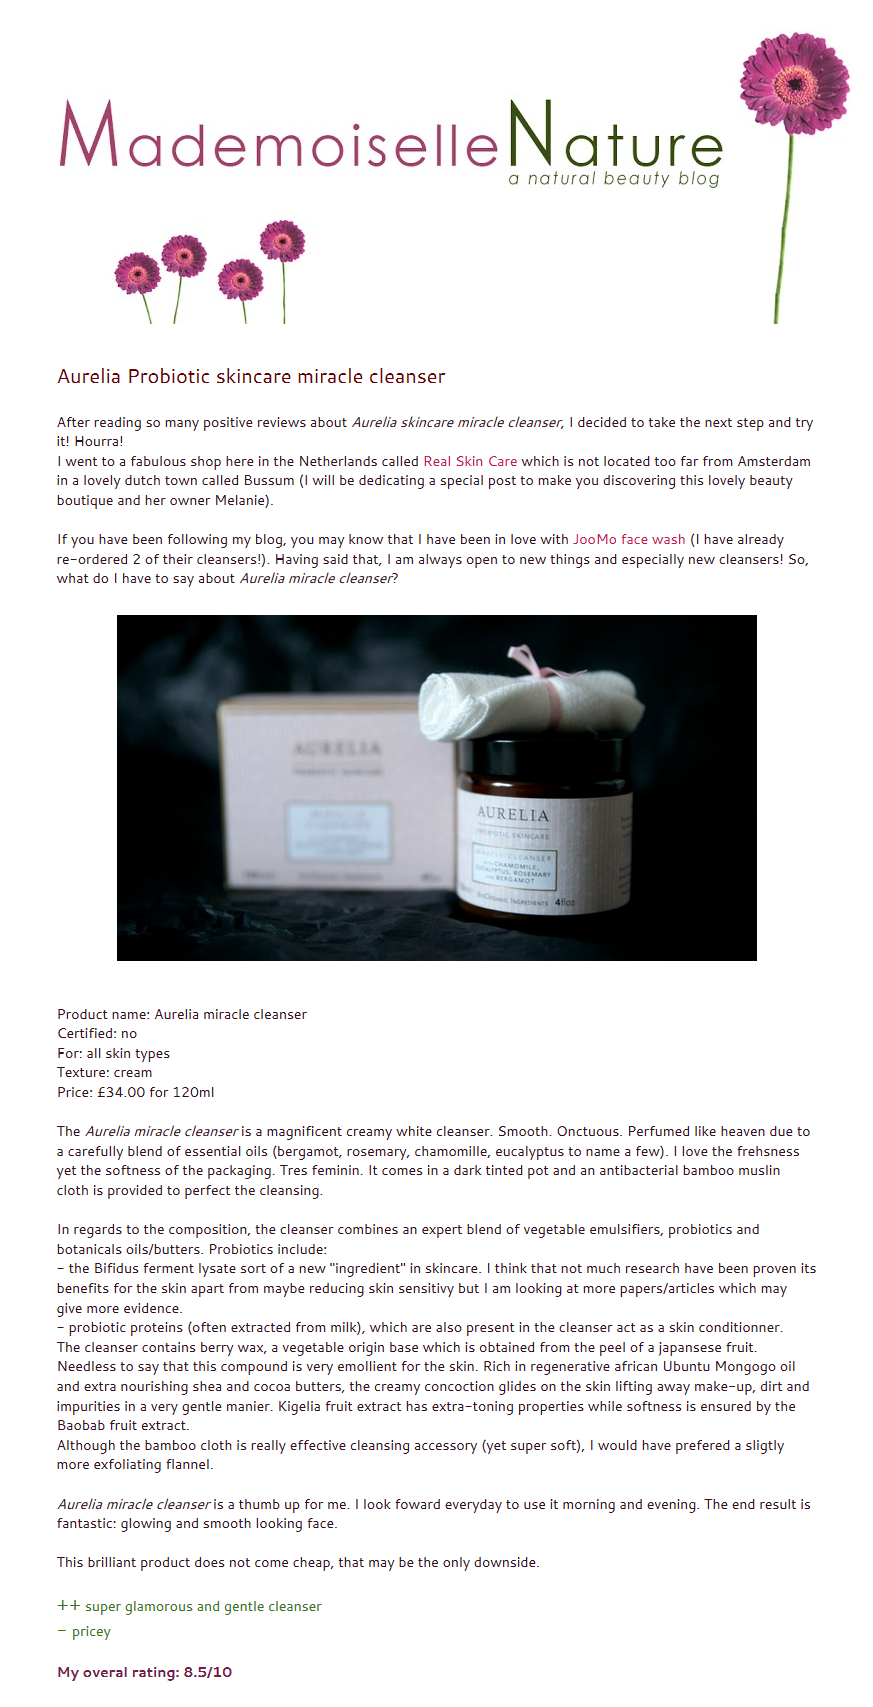 MademoiselleNature
a natural beauty blog
Aurelia Probiotic skincare miracle cleanser
After reading so many positive reviews about Aurelia skincare miracle cleanser, I decided to take the next step and try
it! Hourra!
I went to a fabulous shop here in the Netherlands called Real Skin Care which is not located too far from Amsterdam
in a lovely dutch town called Bussum (I will be dedicating a special post to make you discovering this lovely beauty
boutique and her owner Melanie).
If you have been following my blog, you may know that I have been in love with JooMo face wash (I have already
re-ordered 2 of their cleansers!). Having said that, I am always open to new things and especially new cleansers! So,
what do I have to say about Aurelia miracle cleanser?
AURELIA
AURELIA
PROBIOTIC SKINCARE
MIRACLE CLEANSER
WITH CHAMOMILE,
EUCALYPTUS, ROSEMARY
AND BERGAMOT
BIOORGANIC INGREDIENTS 4floz
Product name: Aurelia miracle cleanser
Certified: no
For: all skin types
Texture: cream
Price: £34.00 for 120ml
The Aurelia miracle cleanser is a magnificent creamy white cleanser. Smooth. Onctuous. Perfumed like heaven due to
a carefully blend of essential oils (bergamot, rosemary, chamomille, eucalyptus to name a few). I love the frehsness
yet the softness of the packaging. Tres feminin. It comes in a dark tinted pot and an antibacterial bamboo muslin
cloth is provided to perfect the cleansing.
In regards to the composition, the cleanser combines an expert blend of vegetable emulsifiers, probiotics and
botanicals oils/butters. Probiotics include:
- the Bifidus ferment lysate sort of a new "ingredient" in skincare. I think that not much research have been proven its
benefits for the skin apart from maybe reducing skin sensitivy but I am looking at more papers/articles which may
give more evidence.
- probiotic proteins (often extracted from milk), which are also present in the cleanser act as a skin conditionner.
The cleanser contains berry wax, a vegetable origin base which is obtained from the peel of a japansese fruit.
Needless to say that this compound is very emollient for the skin. Rich in regenerative african Ubuntu Mongogo oil
and extra nourishing shea and cocoa butters, the creamy concoction glides on the skin lifting away make-up, dirt and
impurities in a very gentle manier. Kigelia fruit extract has extra-toning properties while softness is ensured by the
Baobab fruit extract.
Although the bamboo cloth is really effective cleansing accessory (yet super soft), I would have prefered a sligtly
more exfoliating flannel.
Aurelia miracle cleanser is a thumb up for me. I look foward everyday to use it morning and evening. The end result is
fantastic: glowing and smooth looking face.
This brilliant product does not come cheap, that may be the only downside.
++ super glamorous and gentle cleanser
- pricey
My overal rating: 8.5/10